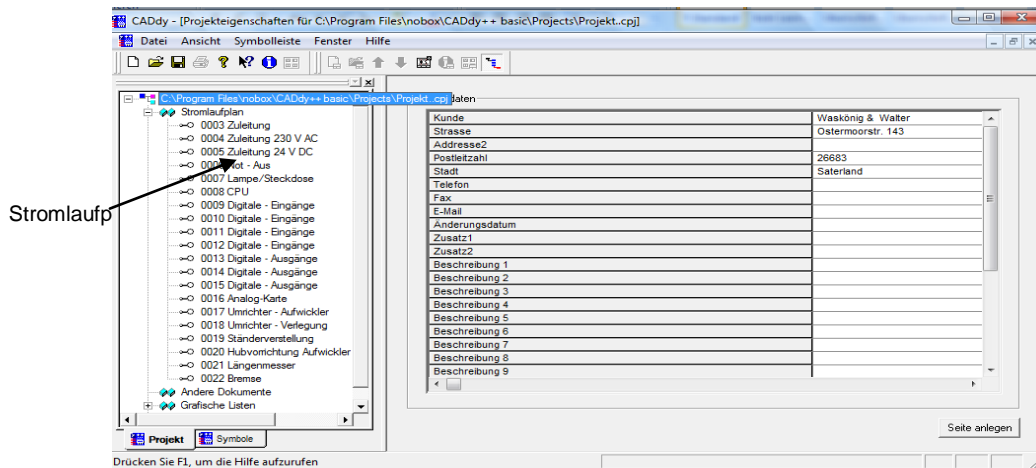 CADdy - [Projekteigenschaften für C:\Program Files\nobox\CADdy++ basic\Projects\Projekt..cpj]
Datei Ansicht Symbolleiste Fenster Hilfe
C:\Program Files\nobox\CADdy++ basic\Projects\Projekt..cpj
daten
Stromlaufplan
0003 Zuleitung
0004 Zuleitung 230 V AC
0005 Zuleitung 24 V DC
Not - Aus
0007 Lampe/Steckdose
0008 CPU
0009 Digitale - Eingänge
0010 Digitale - Eingänge
0011 Digitale - Eingänge
0012 Digitale - Eingänge
0013 Digitale - Ausgänge
0014 Digitale - Ausgänge
0015 Digitale - Ausgänge
0016 Analog-Karte
0017 Umrichter - Aufwickler
0018 Umrichter - Verlegung
0019 Ständerverstellung
0020 Hubvorrichtung Aufwickler
0021 Längenmesser
0022 Bremse
Andere Dokumente
Grafische Listen
Projekt Symbole
Stromlaufp
Kunde Waskönig & Walter
Strasse Ostermoorstr. 143
Addresse2
Postleitzahl 26683
Stadt Saterland
Telefon
Fax
E-Mail
Änderungsdatum
Zusatz1
Zusatz2
Beschreibung 1
Beschreibung 2
Beschreibung 3
Beschreibung 4
Beschreibung 5
Beschreibung 6
Beschreibung 7
Beschreibung 8
Beschreibung 9
Seite anlegen
Drücken Sie F1, um die Hilfe aufzurufen